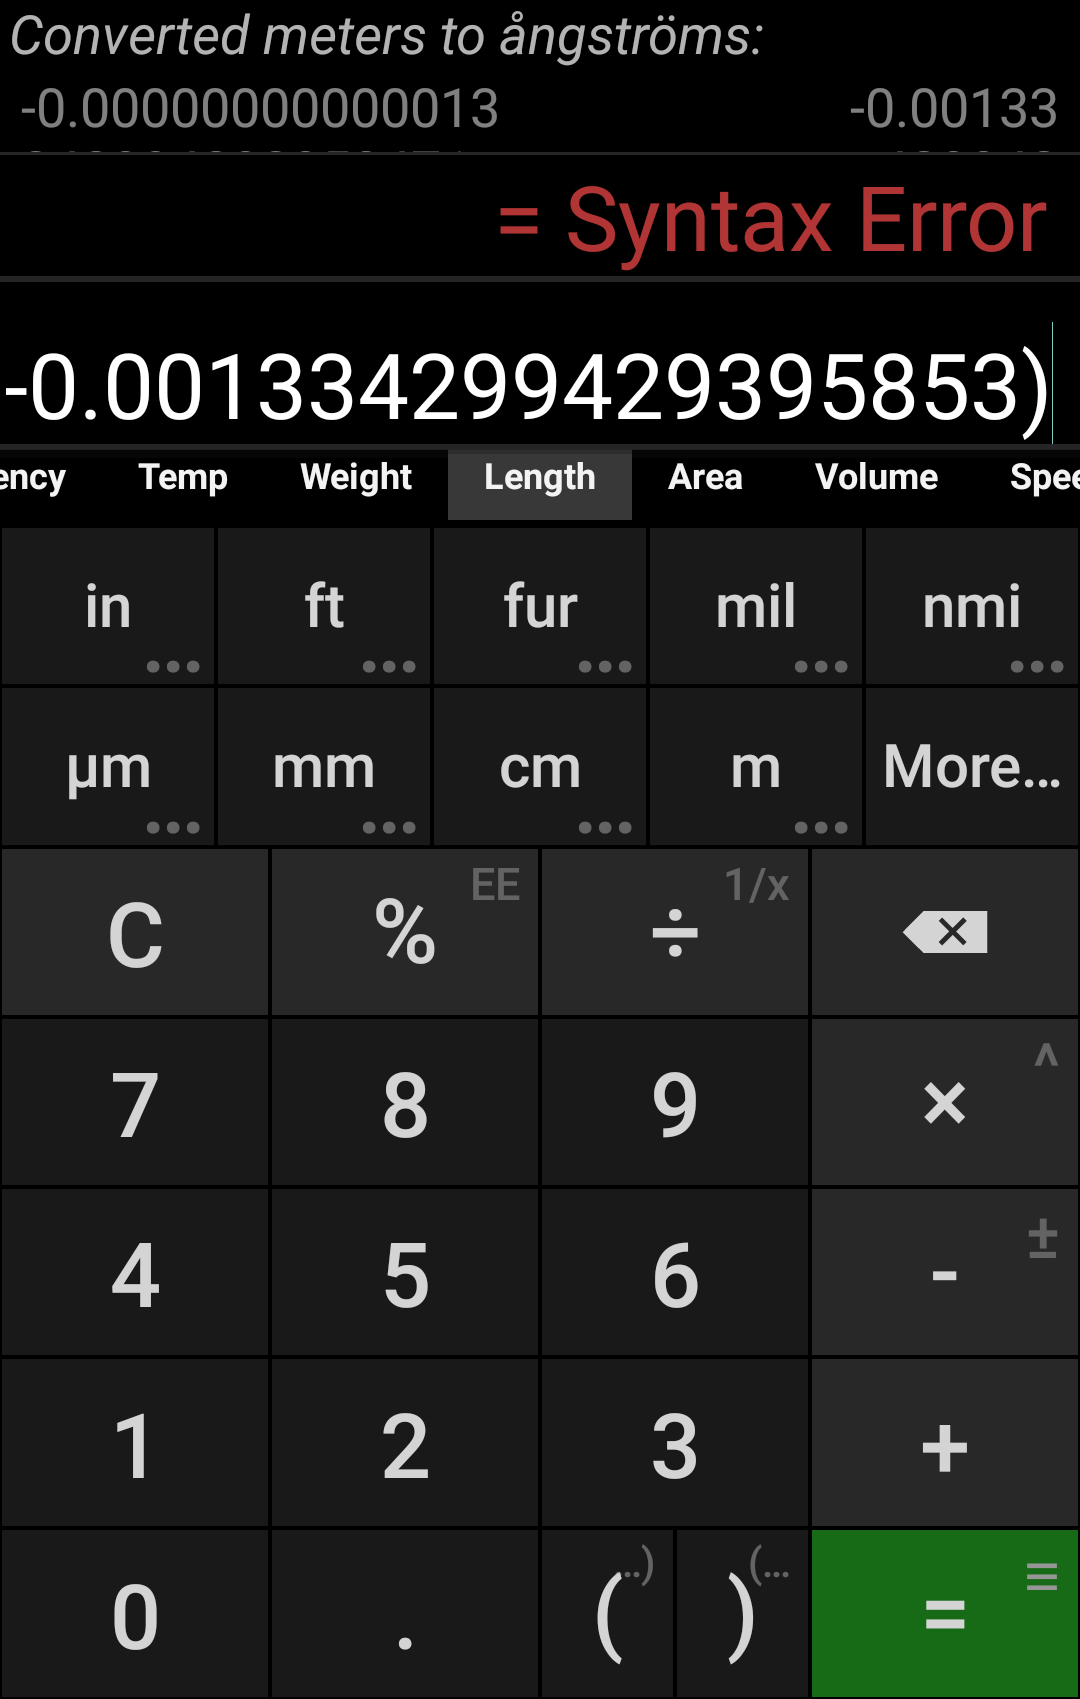 Converted meters to ångströms:
-0.00000000000013 -0.00133
= Syntax Error
-0.0013342994293958​53)
ency Temp Weight Length Area Volume Spee
in ft fur mil nmi
µm mm cm m More...
C % EE ÷ 1/x
7 8 9 × ^
4 5 6 - ±
1 2 3 +
0 . ( ..) ) (... = ≡